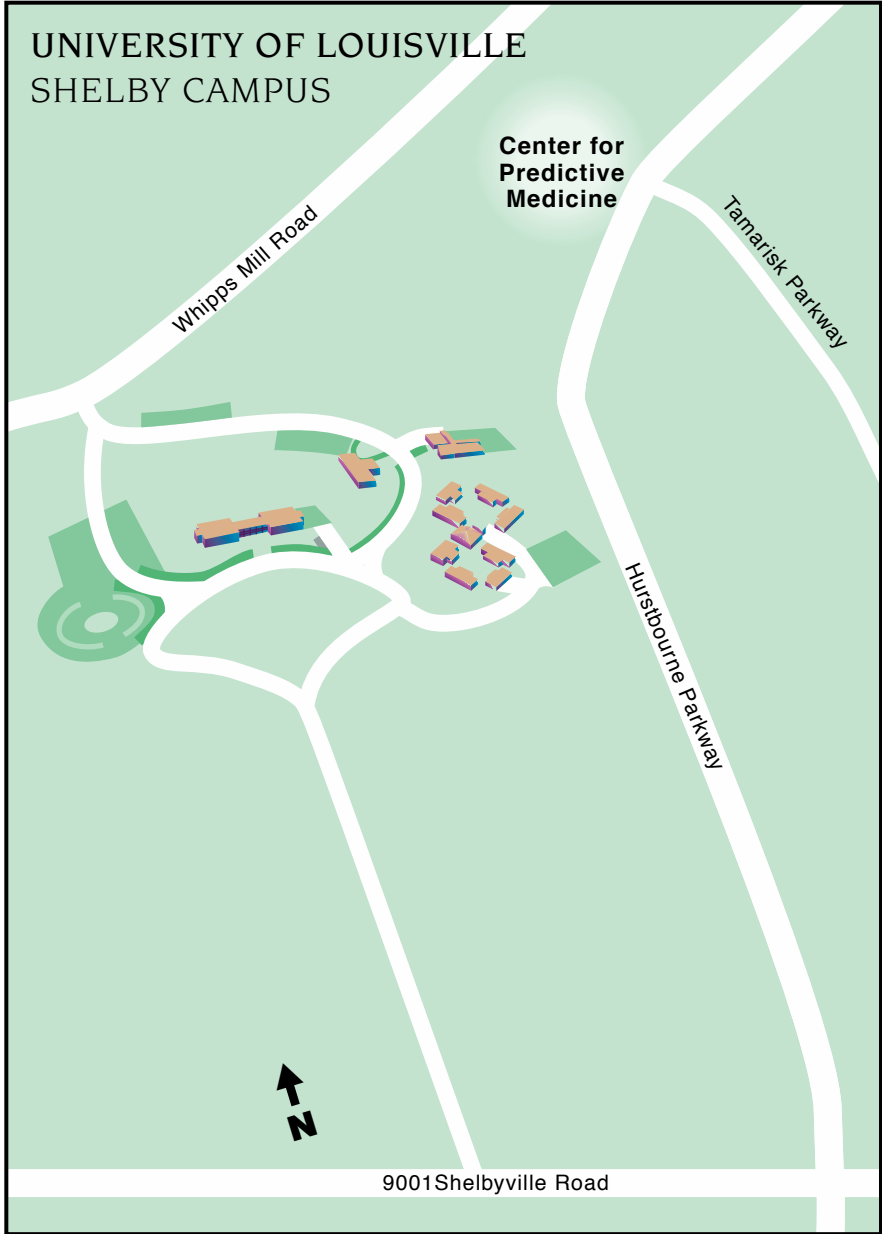 UNIVERSITY OF LOUISVILLE
SHELBY CAMPUS
Center for
Predictive
Medicine
Tamarisk Parkway
Whipps Mill Road
Hurstbourne Parkway
N
9001Shelbyville Road